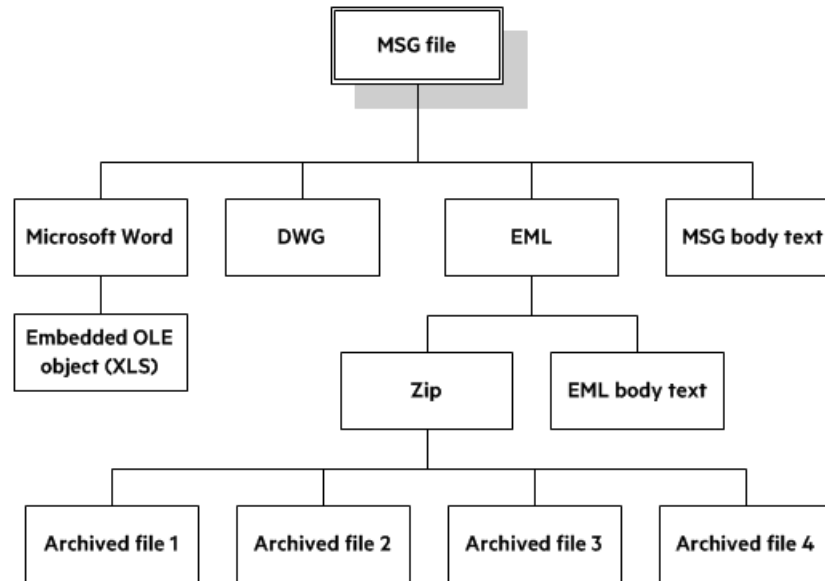 MSG file
Microsoft Word
DWG
EML
MSG body text
Embedded OLE
object (XLS)
Zip
EML body text
Archived file 1
Archived file 2
Archived file 3
Archived file 4